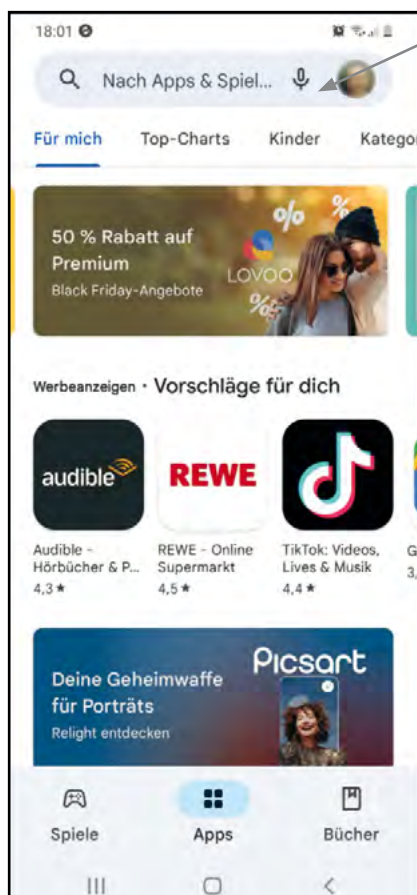 18:01
Nach Apps & Spiel...
Für mich Top-Charts Kinder Kategor
50 % Rabatt auf
Premium
Black Friday-Angebote
LOVOO
% % %
Werbeanzeigen · Vorschläge für dich
audible
REWE
Audible -
Hörbücher & P...
4,3 ★
REWE - Online
Supermarkt
4,5 ★
TikTok: Videos,
Lives & Musik
4,4 ★
G
3,
Picsart
Deine Geheimwaffe
für Porträts
Relight entdecken
Spiele Apps Bücher